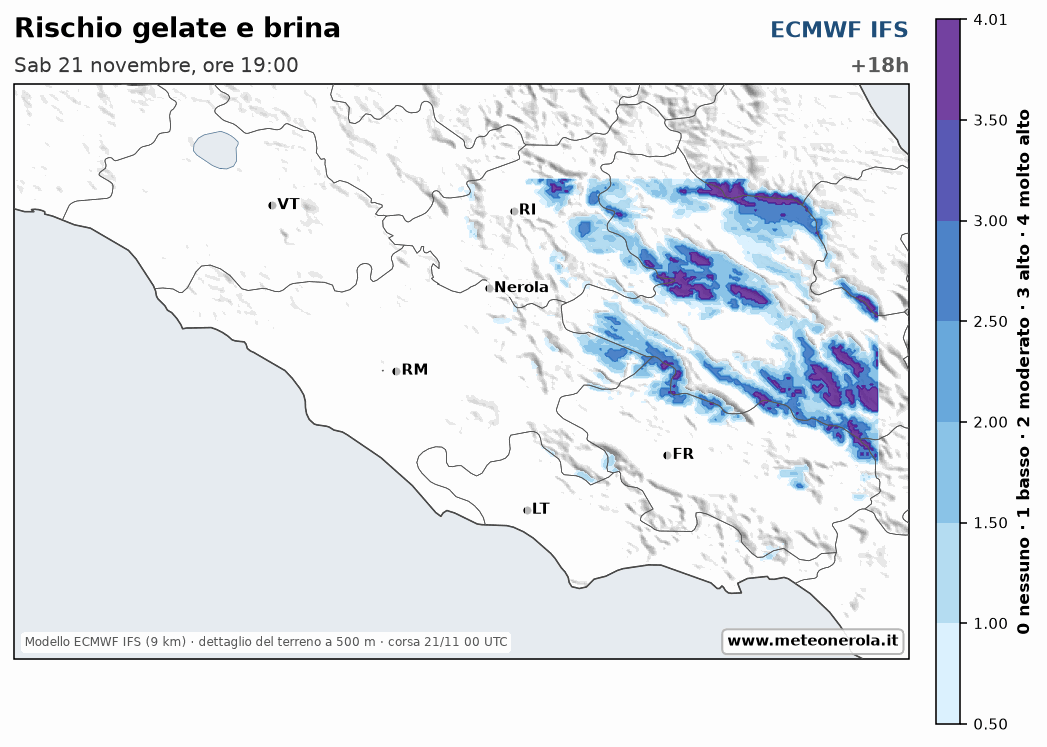 Rischio gelate e brina
ECMWF IFS
Sab 21 novembre, ore 19:00
+18h
VT
RI
Nerola
RM
FR
LT
Modello ECMWF IFS (9 km) · dettaglio del terreno a 500 m · corsa 21/11 00 UTC
www.meteonerola.it
4.01
3.50
3.00
2.50
2.00
1.50
1.00
0.50
0 nessuno · 1 basso · 2 moderato · 3 alto · 4 molto alto